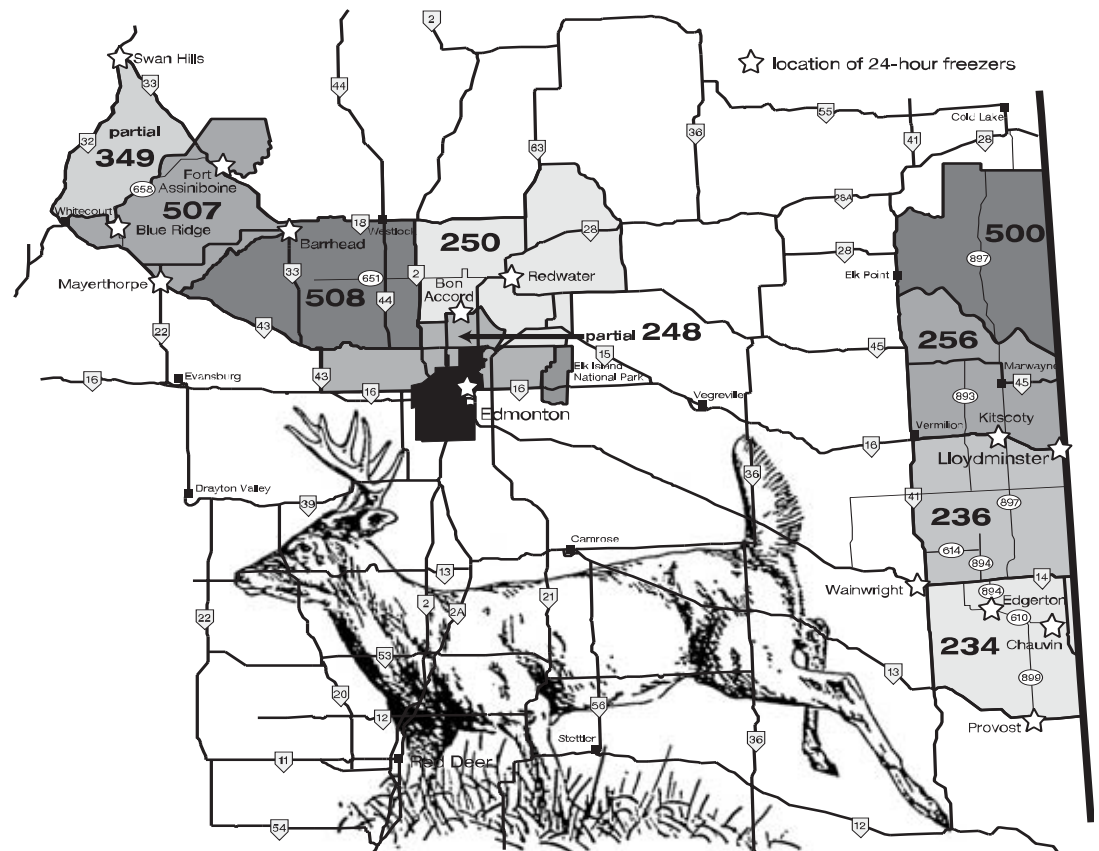 2
Swan Hills
location of 24-hour freezers
33
44
partial
32
349
55
Cold Lake
36
41
63
28
Fort
Assiniboine
658
507
Whitecourt
Blue Ridge
18
Westlock
Barrhead
250
28
28A
500
28
897
Mayerthorpe
33
651
2
Redwater
Elk Point
508
44
Bon
Accord
22
43
partial 248
256
45
15
Marwayne
Elk Island
National Park
16
Evansburg
43
16
16
45
893
Edmonton
Vegreville
Kitscoty
Vermilion
16
Lloydminster
36
Drayton Valley
39
41
897
236
Camrose
614
894
13
14
Wainwright
894
Edgerton
22
2
2A
21
610
234
Chauvin
53
13
899
20
12
56
Provost
36
Stettler
11
Red Deer
54
12